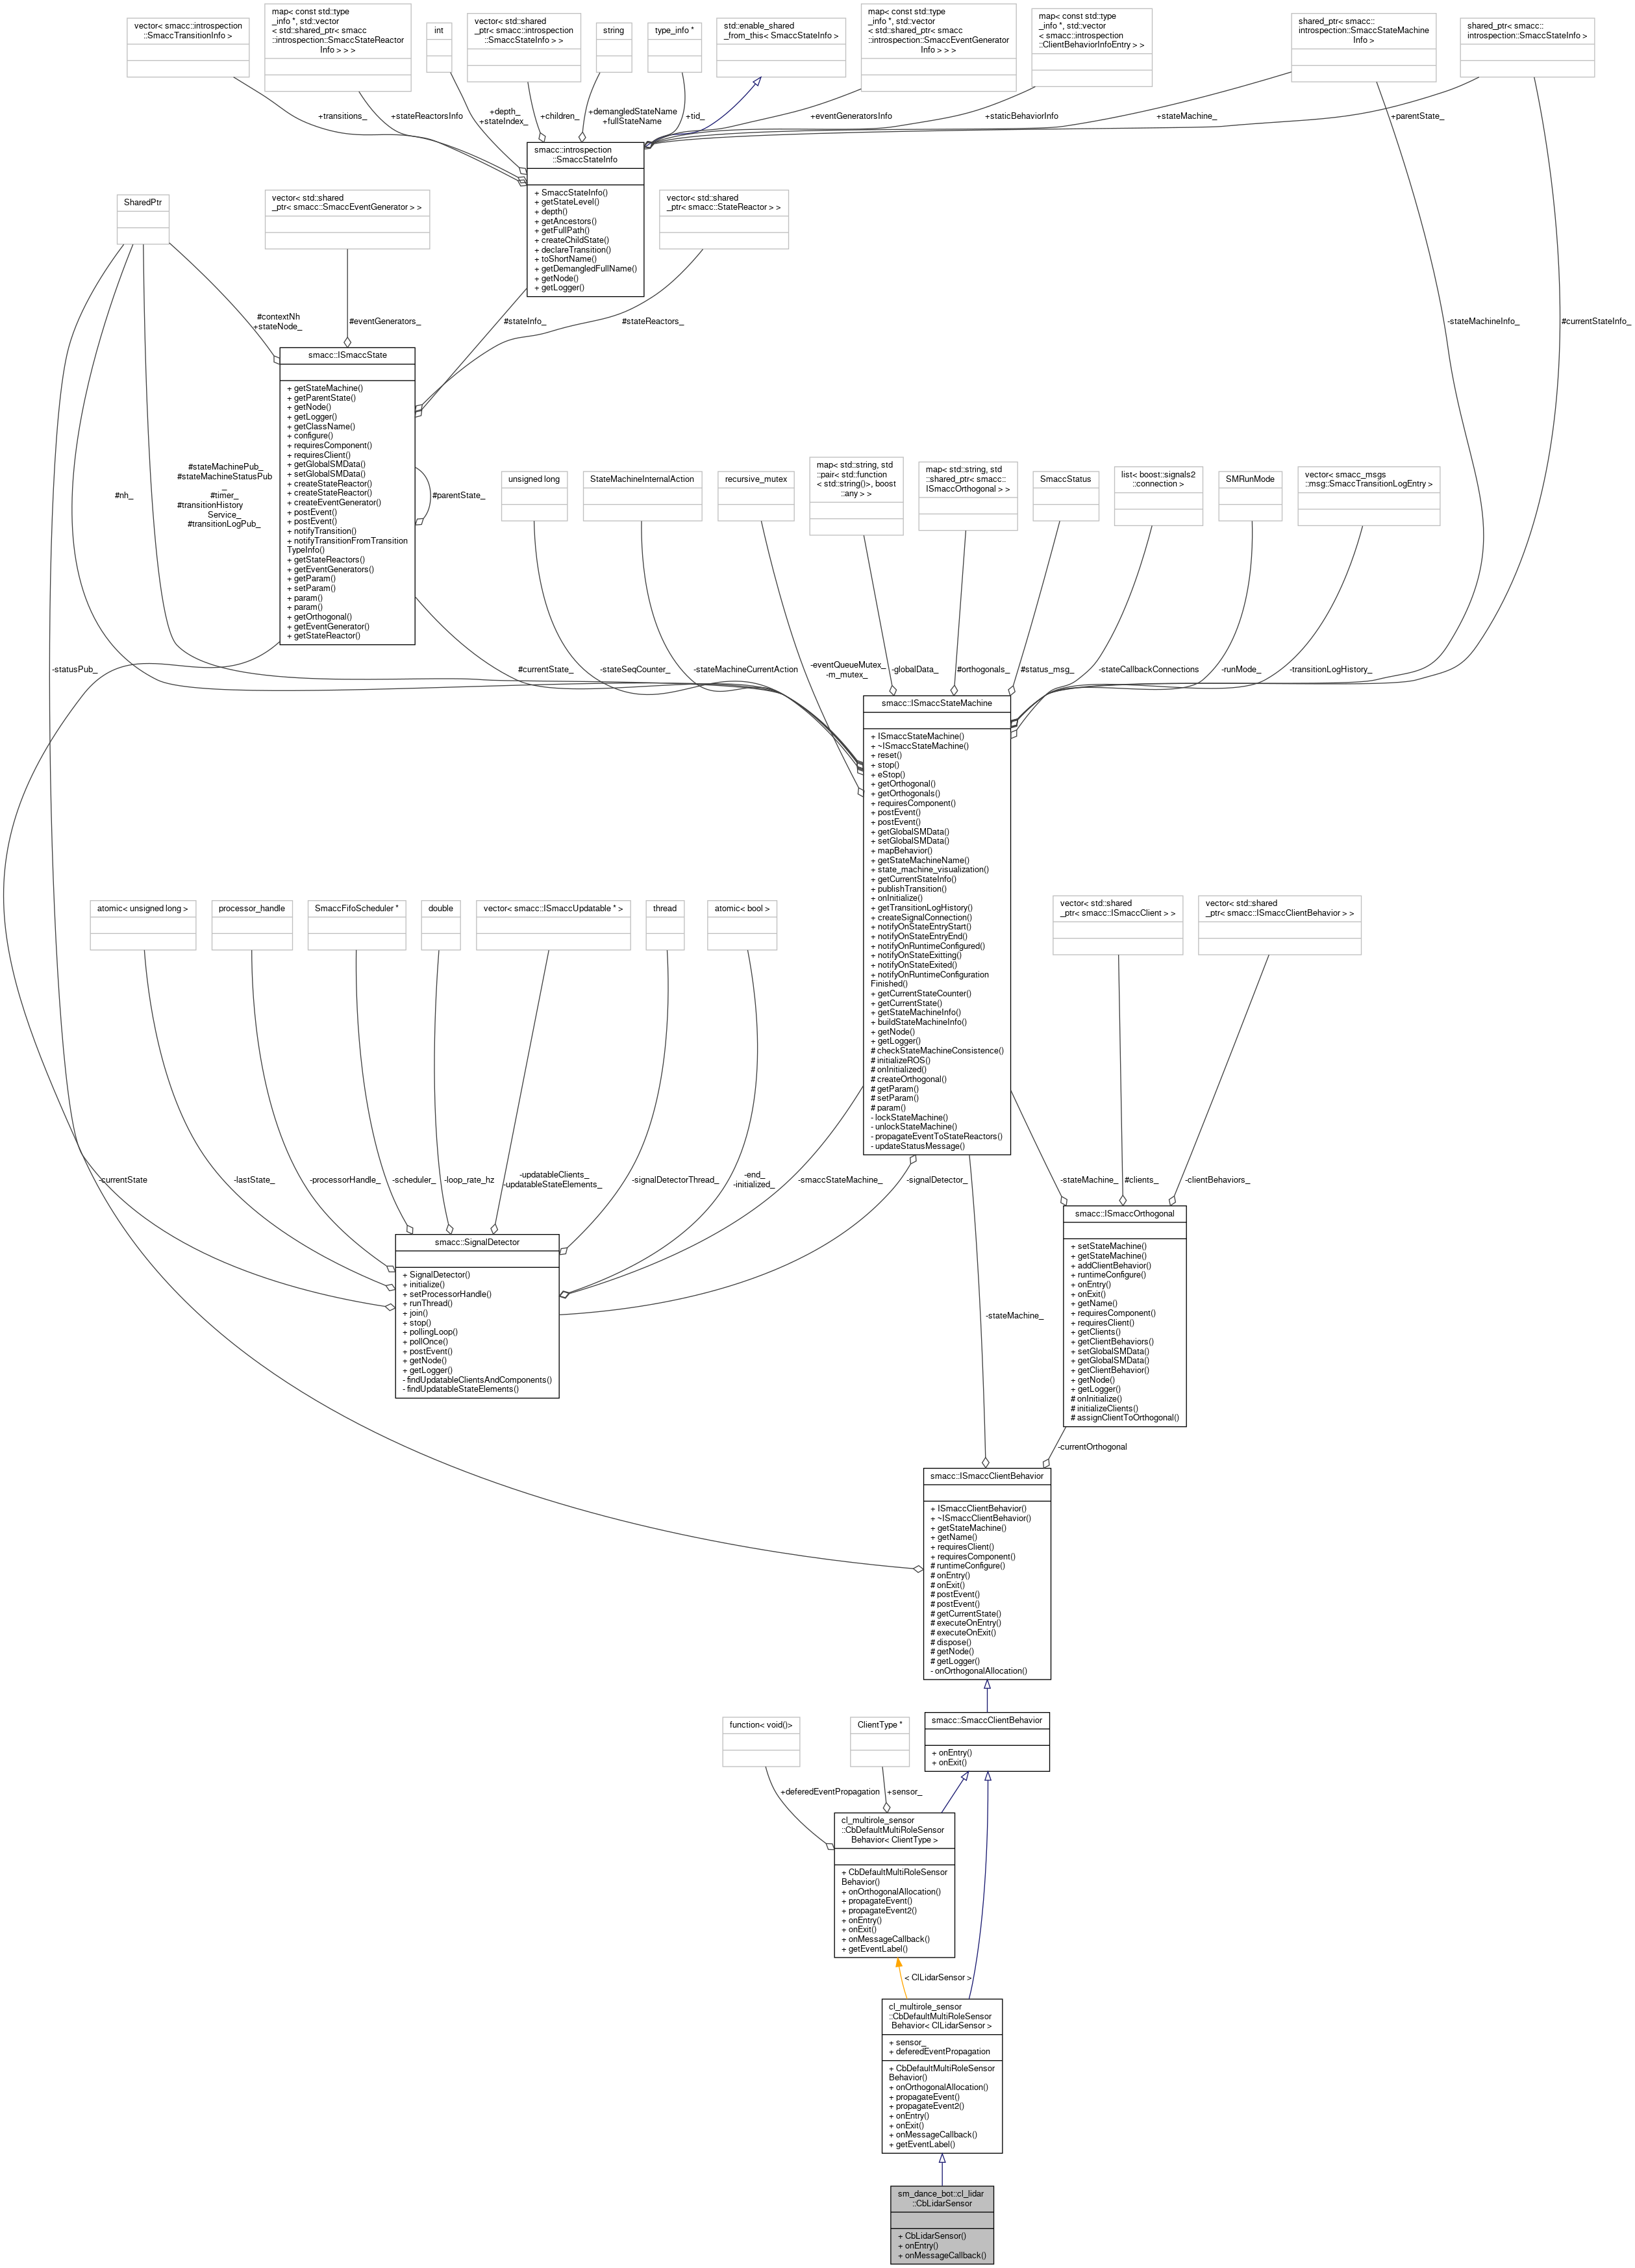 vector< smacc::introspection
::SmaccTransitionInfo >
map< const std::type
_info *, std::vector
< std::shared_ptr< smacc
::introspection::SmaccStateReactor
Info > > >
int
vector< std::shared
_ptr< smacc::introspection
::SmaccStateInfo > >
string
type_info *
std::enable_shared
_from_this< SmaccStateInfo >
map< const std::type
_info *, std::vector
< std::shared_ptr< smacc
::introspection::SmaccEventGenerator
Info > > >
map< const std::type
_info *, std::vector
< smacc::introspection
::ClientBehaviorInfoEntry > >
shared_ptr< smacc::
introspection::SmaccStateMachine
Info >
shared_ptr< smacc::
introspection::SmaccStateInfo >
+transitions_
+stateReactorsInfo
+depth_
+stateIndex_
+children_
+demangledStateName
+fullStateName
+tid_
+eventGeneratorsInfo
+staticBehaviorInfo
+stateMachine_
+parentState_
smacc::introspection
::SmaccStateInfo
+ SmaccStateInfo()
+ getStateLevel()
+ depth()
+ getAncestors()
+ getFullPath()
+ createChildState()
+ declareTransition()
+ toShortName()
+ getDemangledFullName()
+ getNode()
+ getLogger()
SharedPtr
vector< std::shared
_ptr< smacc::SmaccEventGenerator > >
vector< std::shared
_ptr< smacc::StateReactor > >
#contextNh
+stateNode_
#eventGenerators_
#stateInfo_
#stateReactors_
-stateMachineInfo_
#currentStateInfo_
smacc::ISmaccState
+ getStateMachine()
+ getParentState()
+ getNode()
+ getLogger()
+ getClassName()
+ configure()
+ requiresComponent()
+ requiresClient()
+ getGlobalSMData()
+ setGlobalSMData()
+ createStateReactor()
+ createStateReactor()
+ createEventGenerator()
+ postEvent()
+ postEvent()
+ notifyTransition()
+ notifyTransitionFromTransition
TypeInfo()
+ getStateReactors()
+ getEventGenerators()
+ getParam()
+ setParam()
+ param()
+ param()
+ getOrthogonal()
+ getEventGenerator()
+ getStateReactor()
#nh_
#stateMachinePub_
#stateMachineStatusPub
_
#timer_
#transitionHistory
Service_
#transitionLogPub_
#parentState_
unsigned long
StateMachineInternalAction
recursive_mutex
map< std::string, std
::pair< std::function
< std::string()>, boost
::any > >
map< std::string, std
::shared_ptr< smacc::
ISmaccOrthogonal > >
SmaccStatus
list< boost::signals2
::connection >
SMRunMode
vector< smacc_msgs
::msg::SmaccTransitionLogEntry >
-statusPub_
#currentState_
-stateSeqCounter_
-stateMachineCurrentAction
-eventQueueMutex_
-m_mutex_
-globalData_
#orthogonals_
#status_msg_
-stateCallbackConnections
-runMode_
-transitionLogHistory_
smacc::ISmaccStateMachine
+ ISmaccStateMachine()
+ ~ISmaccStateMachine()
+ reset()
+ stop()
+ eStop()
+ getOrthogonal()
+ getOrthogonals()
+ requiresComponent()
+ postEvent()
+ postEvent()
+ getGlobalSMData()
+ setGlobalSMData()
+ mapBehavior()
+ getStateMachineName()
+ state_machine_visualization()
+ getCurrentStateInfo()
+ publishTransition()
+ onInitialize()
+ getTransitionLogHistory()
+ createSignalConnection()
+ notifyOnStateEntryStart()
+ notifyOnStateEntryEnd()
+ notifyOnRuntimeConfigured()
+ notifyOnStateExitting()
+ notifyOnStateExited()
+ notifyOnRuntimeConfiguration
Finished()
+ getCurrentStateCounter()
+ getCurrentState()
+ getStateMachineInfo()
+ buildStateMachineInfo()
+ getNode()
+ getLogger()
# checkStateMachineConsistence()
# initializeROS()
# onInitialized()
# createOrthogonal()
# getParam()
# setParam()
# param()
- lockStateMachine()
- unlockStateMachine()
- propagateEventToStateReactors()
- updateStatusMessage()
atomic< unsigned long >
processor_handle
SmaccFifoScheduler *
double
vector< smacc::ISmaccUpdatable * >
thread
atomic< bool >
vector< std::shared
_ptr< smacc::ISmaccClient > >
vector< std::shared
_ptr< smacc::ISmaccClientBehavior > >
-currentState
-lastState_
-processorHandle_
-scheduler_
-loop_rate_hz
-updatableClients_
-updatableStateElements_
-signalDetectorThread_
-end_
-initialized_
-smaccStateMachine_
-signalDetector_
-stateMachine_
#clients_
-clientBehaviors_
smacc::SignalDetector
+ SignalDetector()
+ initialize()
+ setProcessorHandle()
+ runThread()
+ join()
+ stop()
+ pollingLoop()
+ pollOnce()
+ postEvent()
+ getNode()
+ getLogger()
- findUpdatableClientsAndComponents()
- findUpdatableStateElements()
smacc::ISmaccOrthogonal
+ setStateMachine()
+ getStateMachine()
+ addClientBehavior()
+ runtimeConfigure()
+ onEntry()
+ onExit()
+ getName()
+ requiresComponent()
+ requiresClient()
+ getClients()
+ getClientBehaviors()
+ setGlobalSMData()
+ getGlobalSMData()
+ getClientBehavior()
+ getNode()
+ getLogger()
# onInitialize()
# initializeClients()
# assignClientToOrthogonal()
-stateMachine_
-currentOrthogonal
smacc::ISmaccClientBehavior
+ ISmaccClientBehavior()
+ ~ISmaccClientBehavior()
+ getStateMachine()
+ getName()
+ requiresClient()
+ requiresComponent()
# runtimeConfigure()
# onEntry()
# onExit()
# postEvent()
# postEvent()
# getCurrentState()
# executeOnEntry()
# executeOnExit()
# dispose()
# getNode()
# getLogger()
- onOrthogonalAllocation()
function< void()>
ClientType *
smacc::SmaccClientBehavior
+ onEntry()
+ onExit()
+deferedEventPropagation
+sensor_
cl_multirole_sensor
::CbDefaultMultiRoleSensor
Behavior< ClientType >
+ CbDefaultMultiRoleSensor
Behavior()
+ onOrthogonalAllocation()
+ propagateEvent()
+ propagateEvent2()
+ onEntry()
+ onExit()
+ onMessageCallback()
+ getEventLabel()
< ClLidarSensor >
cl_multirole_sensor
::CbDefaultMultiRoleSensor
Behavior< ClLidarSensor >
+ sensor_
+ deferedEventPropagation
+ CbDefaultMultiRoleSensor
Behavior()
+ onOrthogonalAllocation()
+ propagateEvent()
+ propagateEvent2()
+ onEntry()
+ onExit()
+ onMessageCallback()
+ getEventLabel()
sm_dance_bot::cl_lidar
::CbLidarSensor
+ CbLidarSensor()
+ onEntry()
+ onMessageCallback()